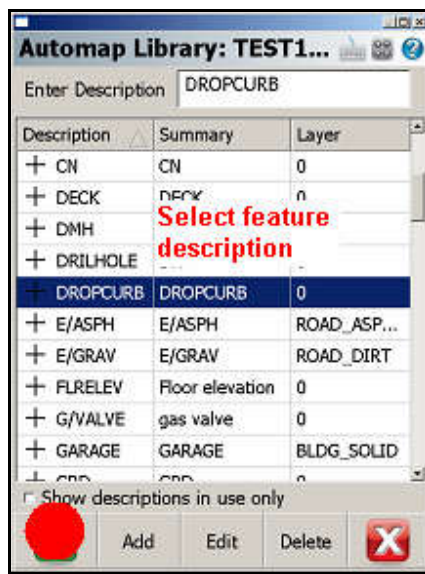 Automap Library: TEST1...
Enter Description DROPCURB
Description Summary Layer
CN CN 0
DECK DECK 0
DMH
Select feature
description
DRILHOLE
DROPCURB DROPCURB 0
E/ASPH E/ASPH ROAD_ASP...
E/GRAV E/GRAV ROAD_DIRT
FLRELEV Floor elevation 0
G/VALVE gas valve 0
GARAGE GARAGE BLDG_SOLID
Show descriptions in use only
Add Edit Delete